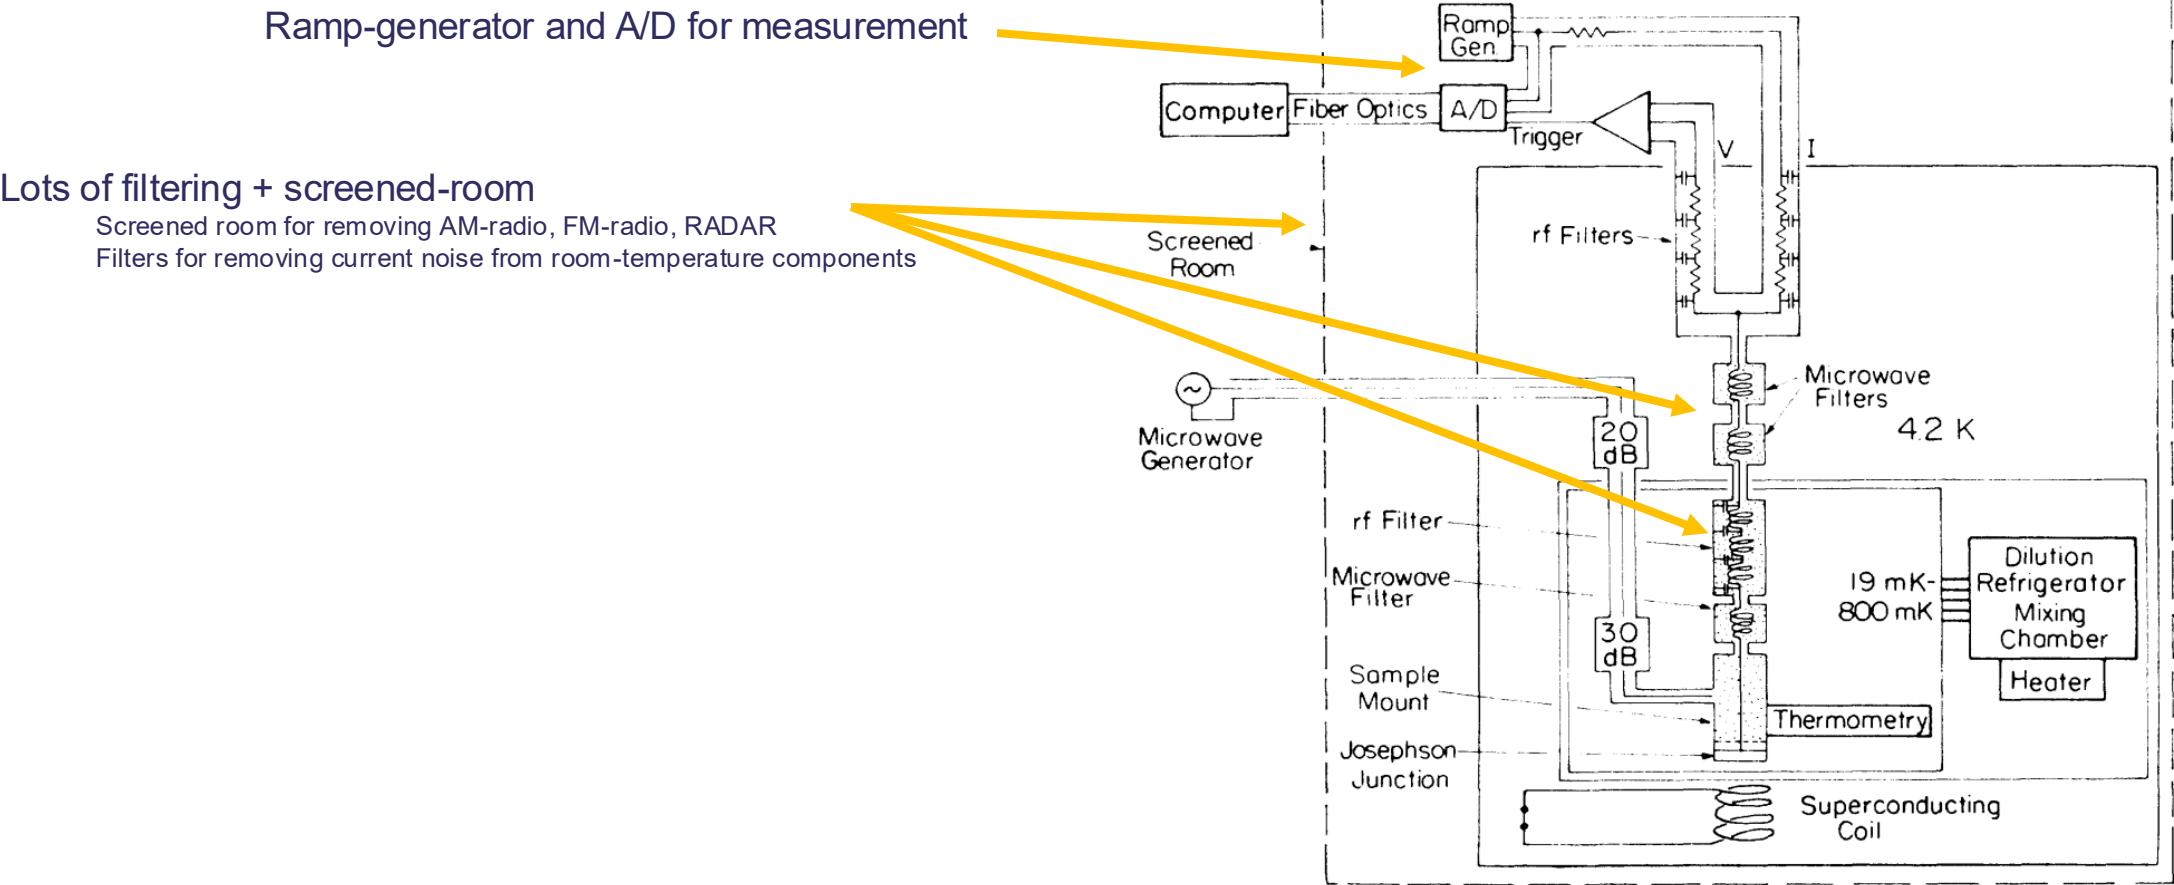 Ramp-generator and A/D for measurement
Lots of filtering + screened-room
Screened room for removing AM-radio, FM-radio, RADAR
Filters for removing current noise from room-temperature components
Ramp
Gen.
Computer
Fiber Optics
A/D
Trigger
V
I
rf Filters
Screened
Room
Microwave
Filters
4.2 K
~
Microwave
Generator
20
dB
rf Filter
Microwave
Filter
30
dB
19 mK-
800 mK
Dilution
Refrigerator
Mixing
Chamber
Heater
Sample
Mount
Thermometry
Josephson
Junction
Superconducting
Coil